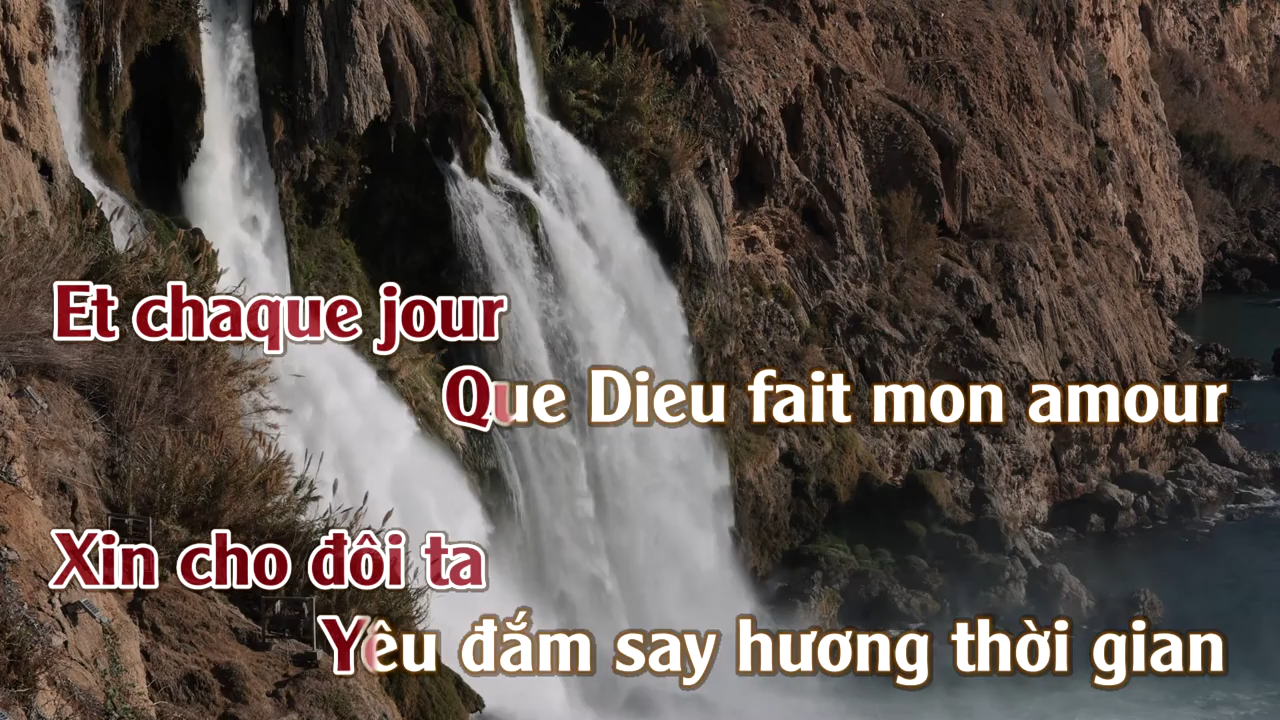 Et chaque jour
Que Dieu fait mon amour
Xin cho đôi ta
Yêu đắm say hương thời gian